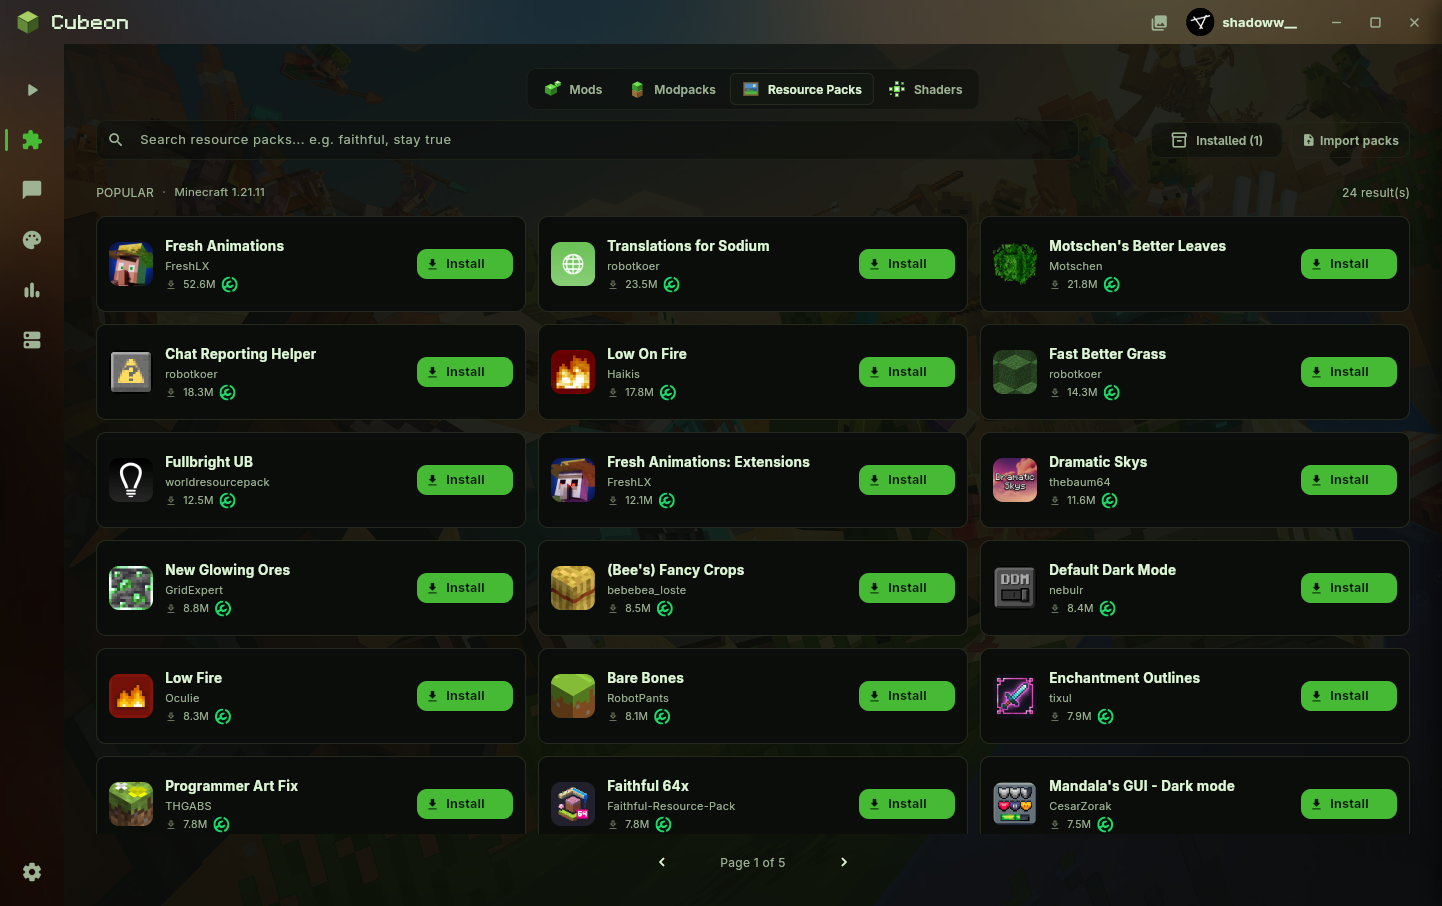 Cubeon
shadoww__
Mods
Modpacks
Resource Packs
Shaders
Search resource packs... e.g. faithful, stay true
Installed (1)
Import packs
POPULAR · Minecraft 1.21.11
24 result(s)
Fresh Animations
FreshLX
52.6M
Install
Translations for Sodium
robotkoer
23.5M
Install
Motschen's Better Leaves
Motschen
21.8M
Install
Chat Reporting Helper
robotkoer
18.3M
Install
Low On Fire
Haikis
17.8M
Install
Fast Better Grass
robotkoer
14.3M
Install
Fullbright UB
worldresourcepack
12.5M
Install
Fresh Animations: Extensions
FreshLX
12.1M
Install
Dramatic Skys
Dramatic Skys
thebaum64
11.6M
Install
New Glowing Ores
GridExpert
8.8M
Install
(Bee's) Fancy Crops
bebebea_loste
8.5M
Install
DDM
Default Dark Mode
nebulr
8.4M
Install
Low Fire
Oculie
8.3M
Install
Bare Bones
RobotPants
8.1M
Install
Enchantment Outlines
tixul
7.9M
Install
Programmer Art Fix
THGABS
7.8M
Install
64
Faithful 64x
Faithful-Resource-Pack
7.8M
Install
Mandala's GUI - Dark mode
CesarZorak
7.5M
Install
Page 1 of 5